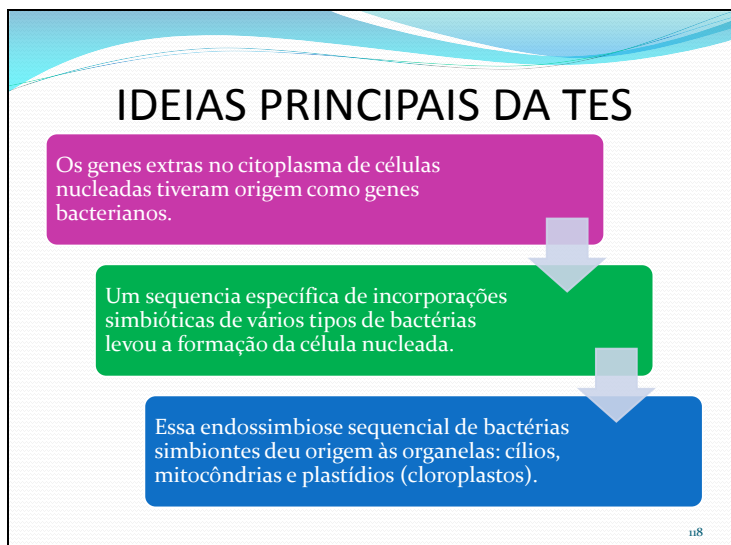 IDEIAS PRINCIPAIS DA TES
Os genes extras no citoplasma de células
nucleadas tiveram origem como genes
bacterianos.
Um sequencia específica de incorporações
simbióticas de vários tipos de bactérias
levou a formação da célula nucleada.
Essa endossimbiose sequencial de bactérias
simbiontes deu origem às organelas: cílios,
mitocôndrias e plastídios (cloroplastos).
118